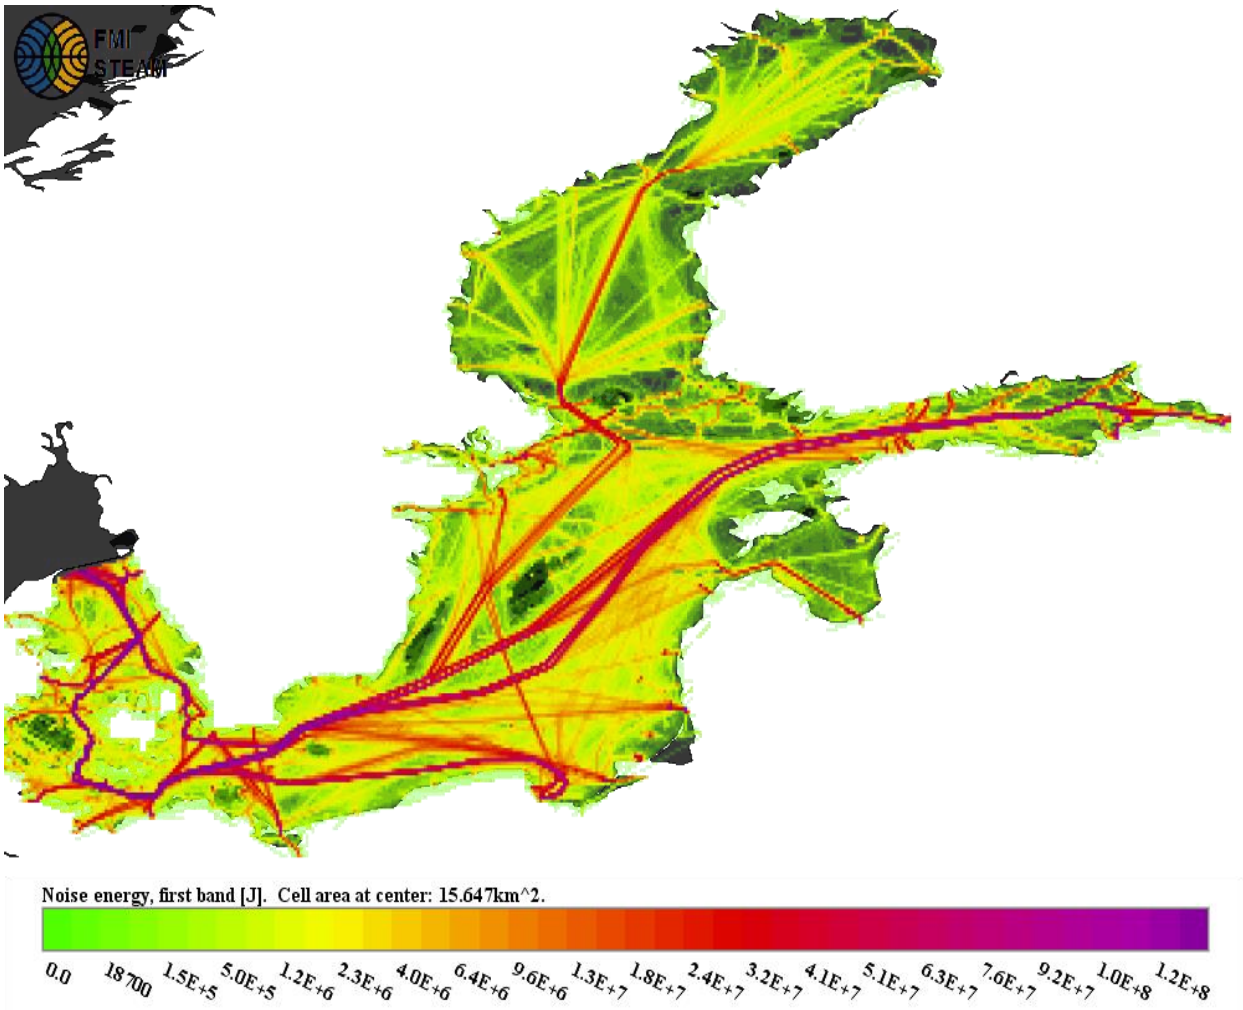 FMI
STEAM
Noise energy, first band [J]. Cell area at center: 15.647km^2.
0.0 18700 1.5E+5 5.0E+5 1.2E+6 2.3E+6 4.0E+6 6.4E+6 9.6E+6 1.3E+7 1.8E+7 2.4E+7 3.2E+7 4.1E+7 5.1E+7 6.3E+7 7.6E+7 9.2E+7 1.0E+8 1.2E+8